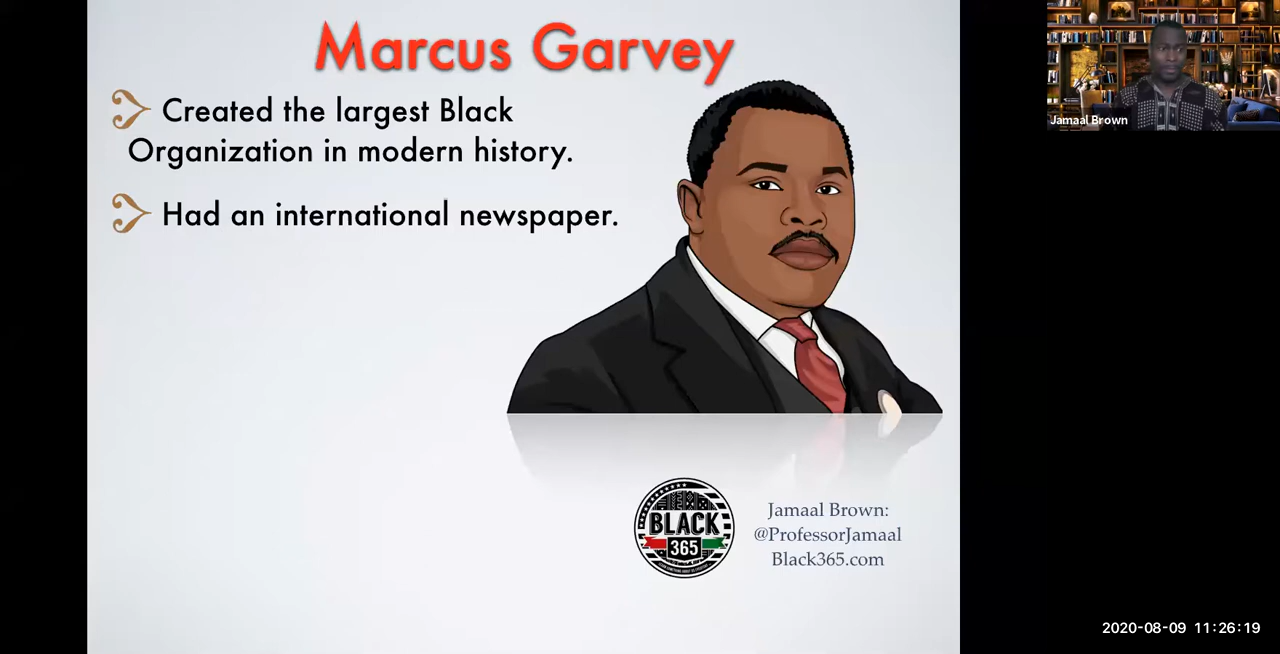 Marcus Garvey
Created the largest Black
Organization in modern history.
Had an international newspaper.
Jamaal Brown
BLACK
365
Jamaal Brown:
@ProfessorJamaal
Black365.com
2020-08-09 11:26:19